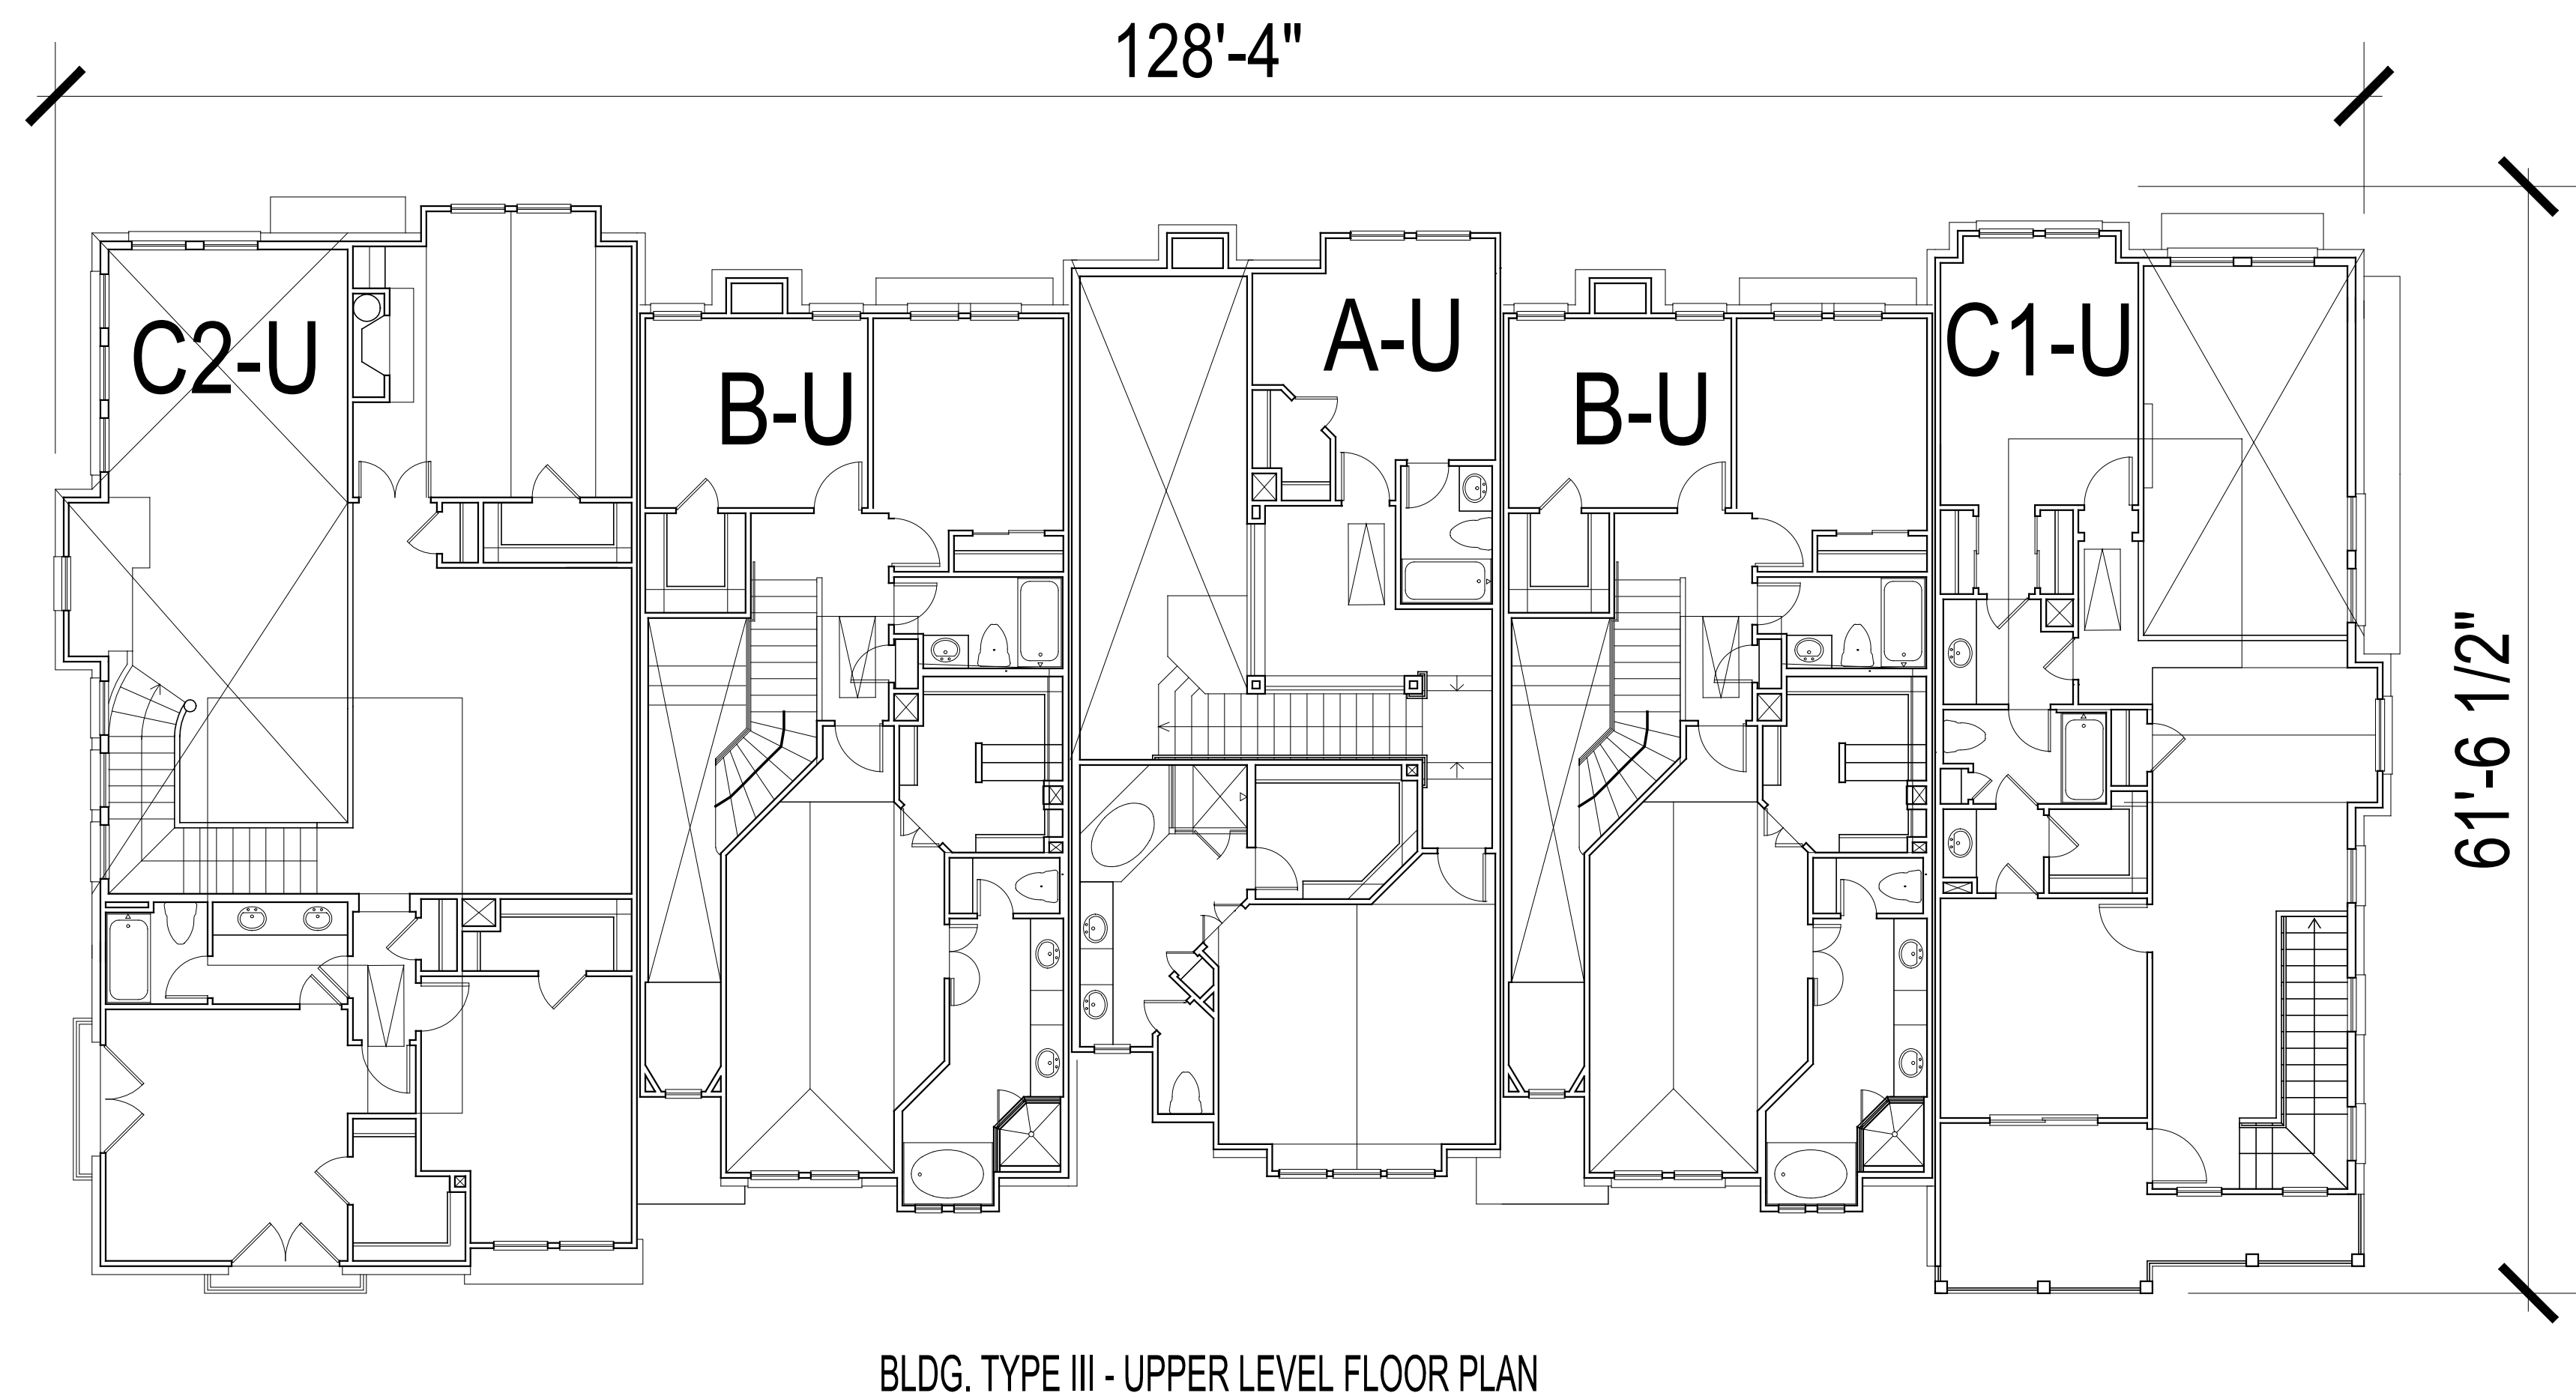 128'-4"
C2-U
B-U
A-U
B-U
C1-U
61'-6 1/2"
BLDG. TYPE III - UPPER LEVEL FLOOR PLAN